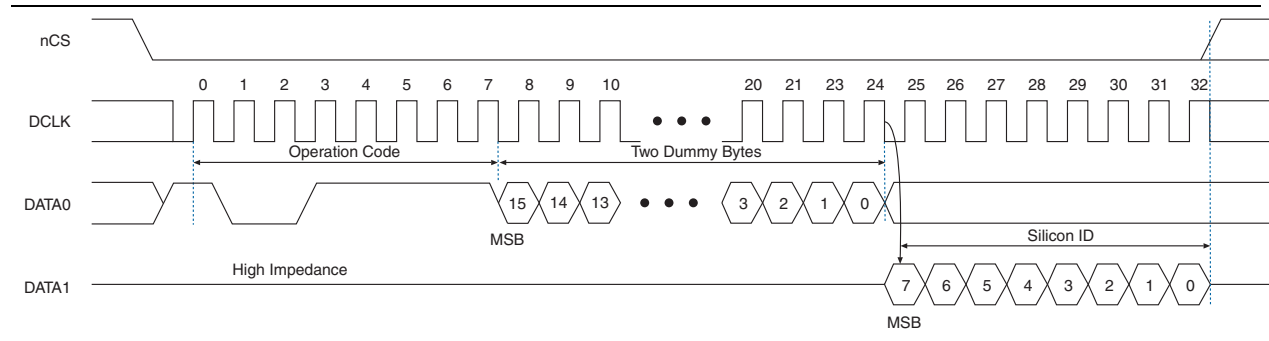 nCS
0 1 2 3 4 5 6 7 8 9 10 20 21 23 24 25 26 27 28 29 30 31 32
DCLK
Operation Code Two Dummy Bytes
DATA0 15 14 13 3 2 1 0
MSB Silicon ID
High Impedance
DATA1 7 6 5 4 3 2 1 0
MSB